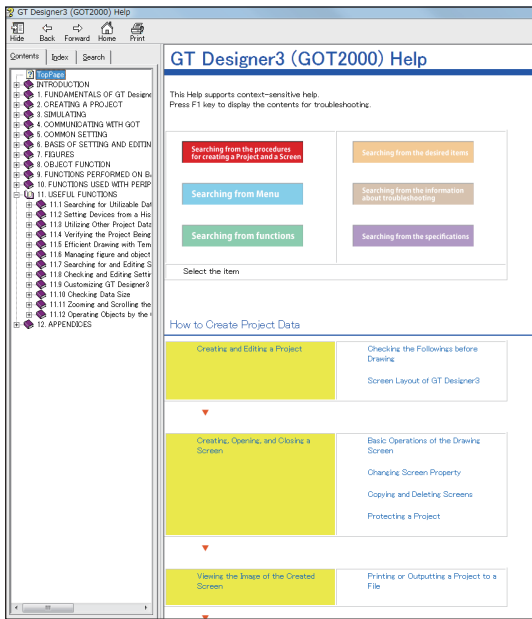 GT Designer3 (GOT2000) Help
Hide Back Forward Home Print
Contents Index Search
TopPage
INTRODUCTION
1. FUNDAMENTALS OF GT Designe
2. CREATING A PROJECT
3. SIMULATING
4. COMMUNICATING WITH GOT
5. COMMON SETTING
6. BASIS OF SETTING AND EDITIN
7. FIGURES
8. OBJECT FUNCTION
9. FUNCTIONS PERFORMED ON B
10. FUNCTIONS USED WITH PERIP
11. USEFUL FUNCTIONS
11.1 Searching for Utilizable Dat
11.2 Setting Devices from a His
11.3 Utilizing Other Project Data
11.4 Verifying the Project Being
11.5 Efficient Drawing with Tem
11.6 Managing figure and object
11.7 Searching for and Editing S
11.8 Checking and Editing Settin
11.9 Customizing GT Designer3
11.10 Checking Data Size
11.11 Zooming and Scrolling the
11.12 Operating Objects by the
12. APPENDICES
GT Designer3 (GOT2000) Help
This Help supports context-sensitive help.
Press F1 key to display the contents for troubleshooting.
Searching from the procedures
for creating a Project and a Screen
Searching from the desired items
Searching from Menu
Searching from the information
about troubleshooting
Searching from functions
Searching from the specifications
Select the item
How to Create Project Data
Creating and Editing a Project
Checking the Followings before
Drawing
Screen Layout of GT Designer3
Creating, Opening, and Closing a
Screen
Basic Operations of the Drawing
Screen
Changing Screen Property
Copying and Deleting Screens
Protecting a Project
Viewing the Image of the Created
Screen
Printing or Outputting a Project to a
File